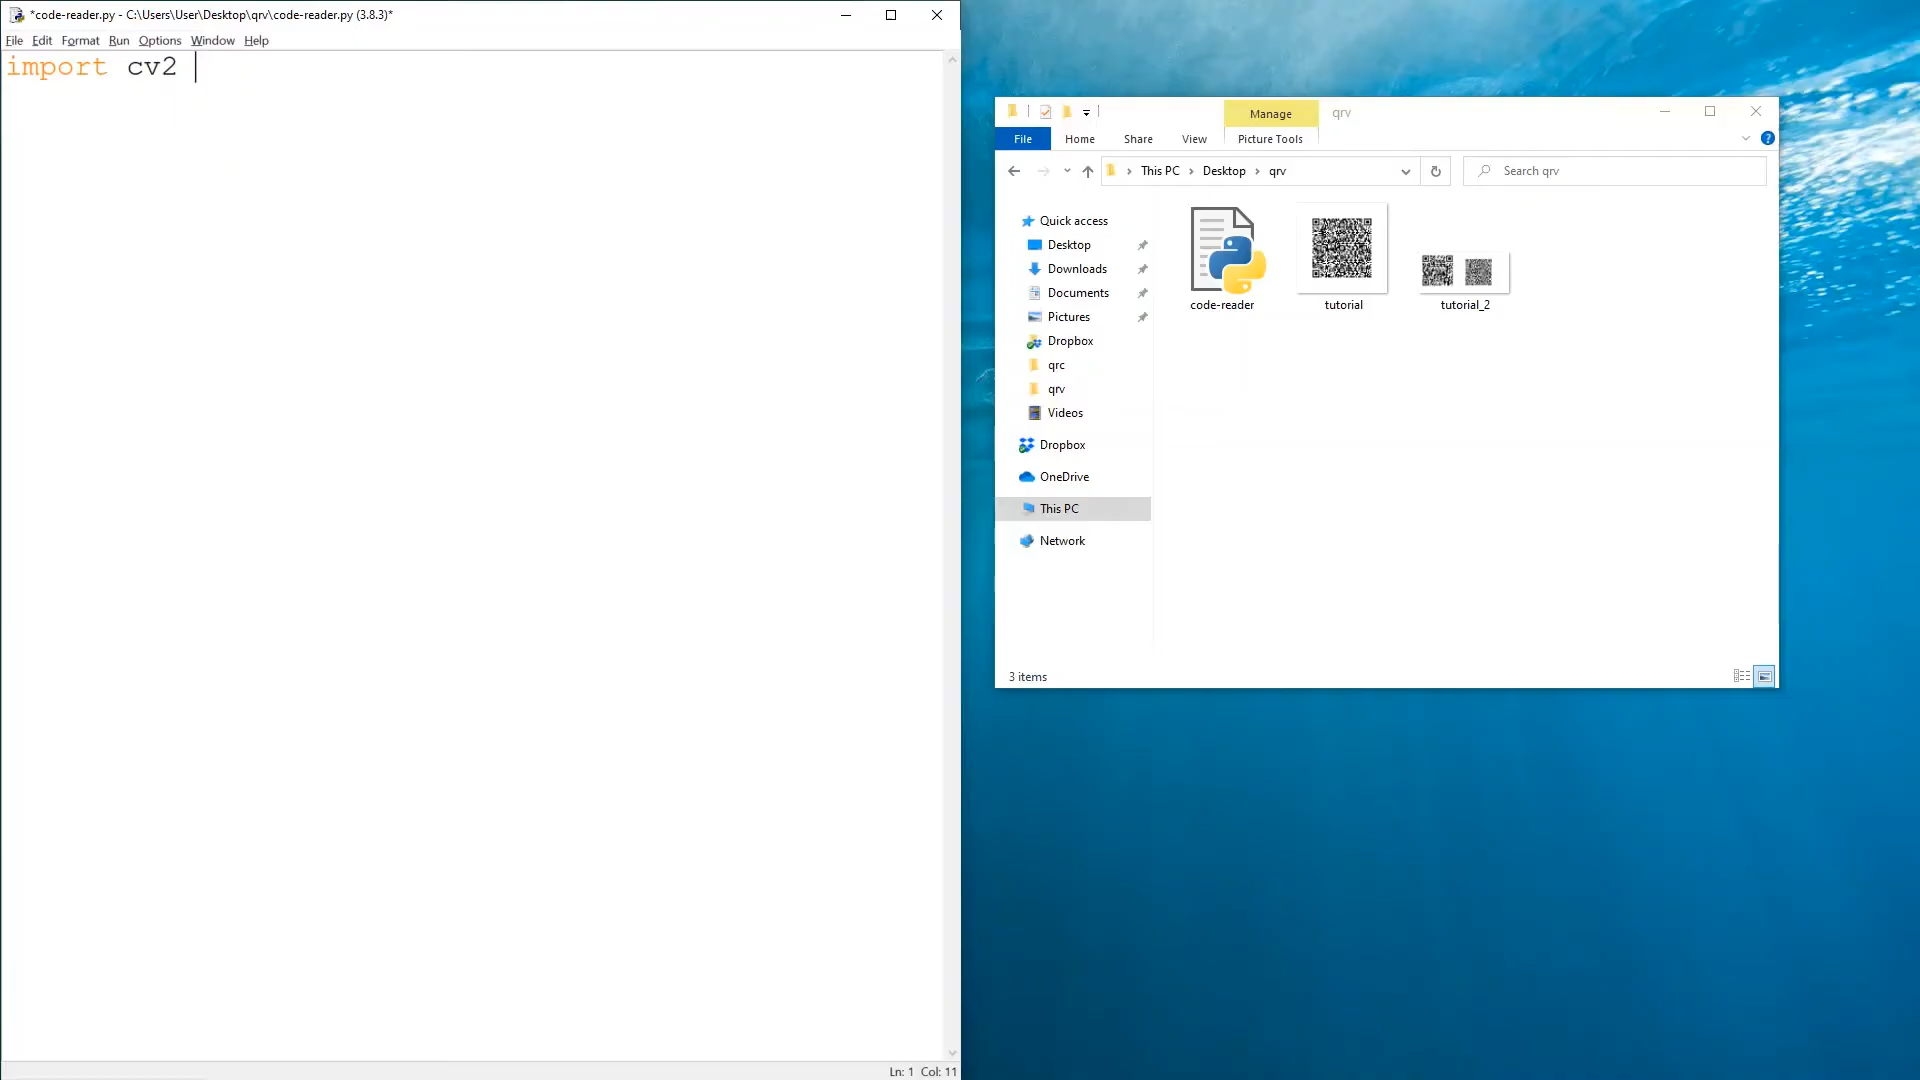 *code-reader.py - C:\Users\User\Desktop\qrv\code-reader.py (3.8.3)*
File Edit Format Run Options Window Help
import cv2
Ln: 1 Col: 11
Manage qrv
File Home Share View Picture Tools
This PC Desktop qrv
Search qrv
Quick access
Desktop
Downloads
Documents
Pictures
Dropbox
qrc
qrv
Videos
Dropbox
OneDrive
This PC
Network
code-reader
tutorial
tutorial_2
3 items